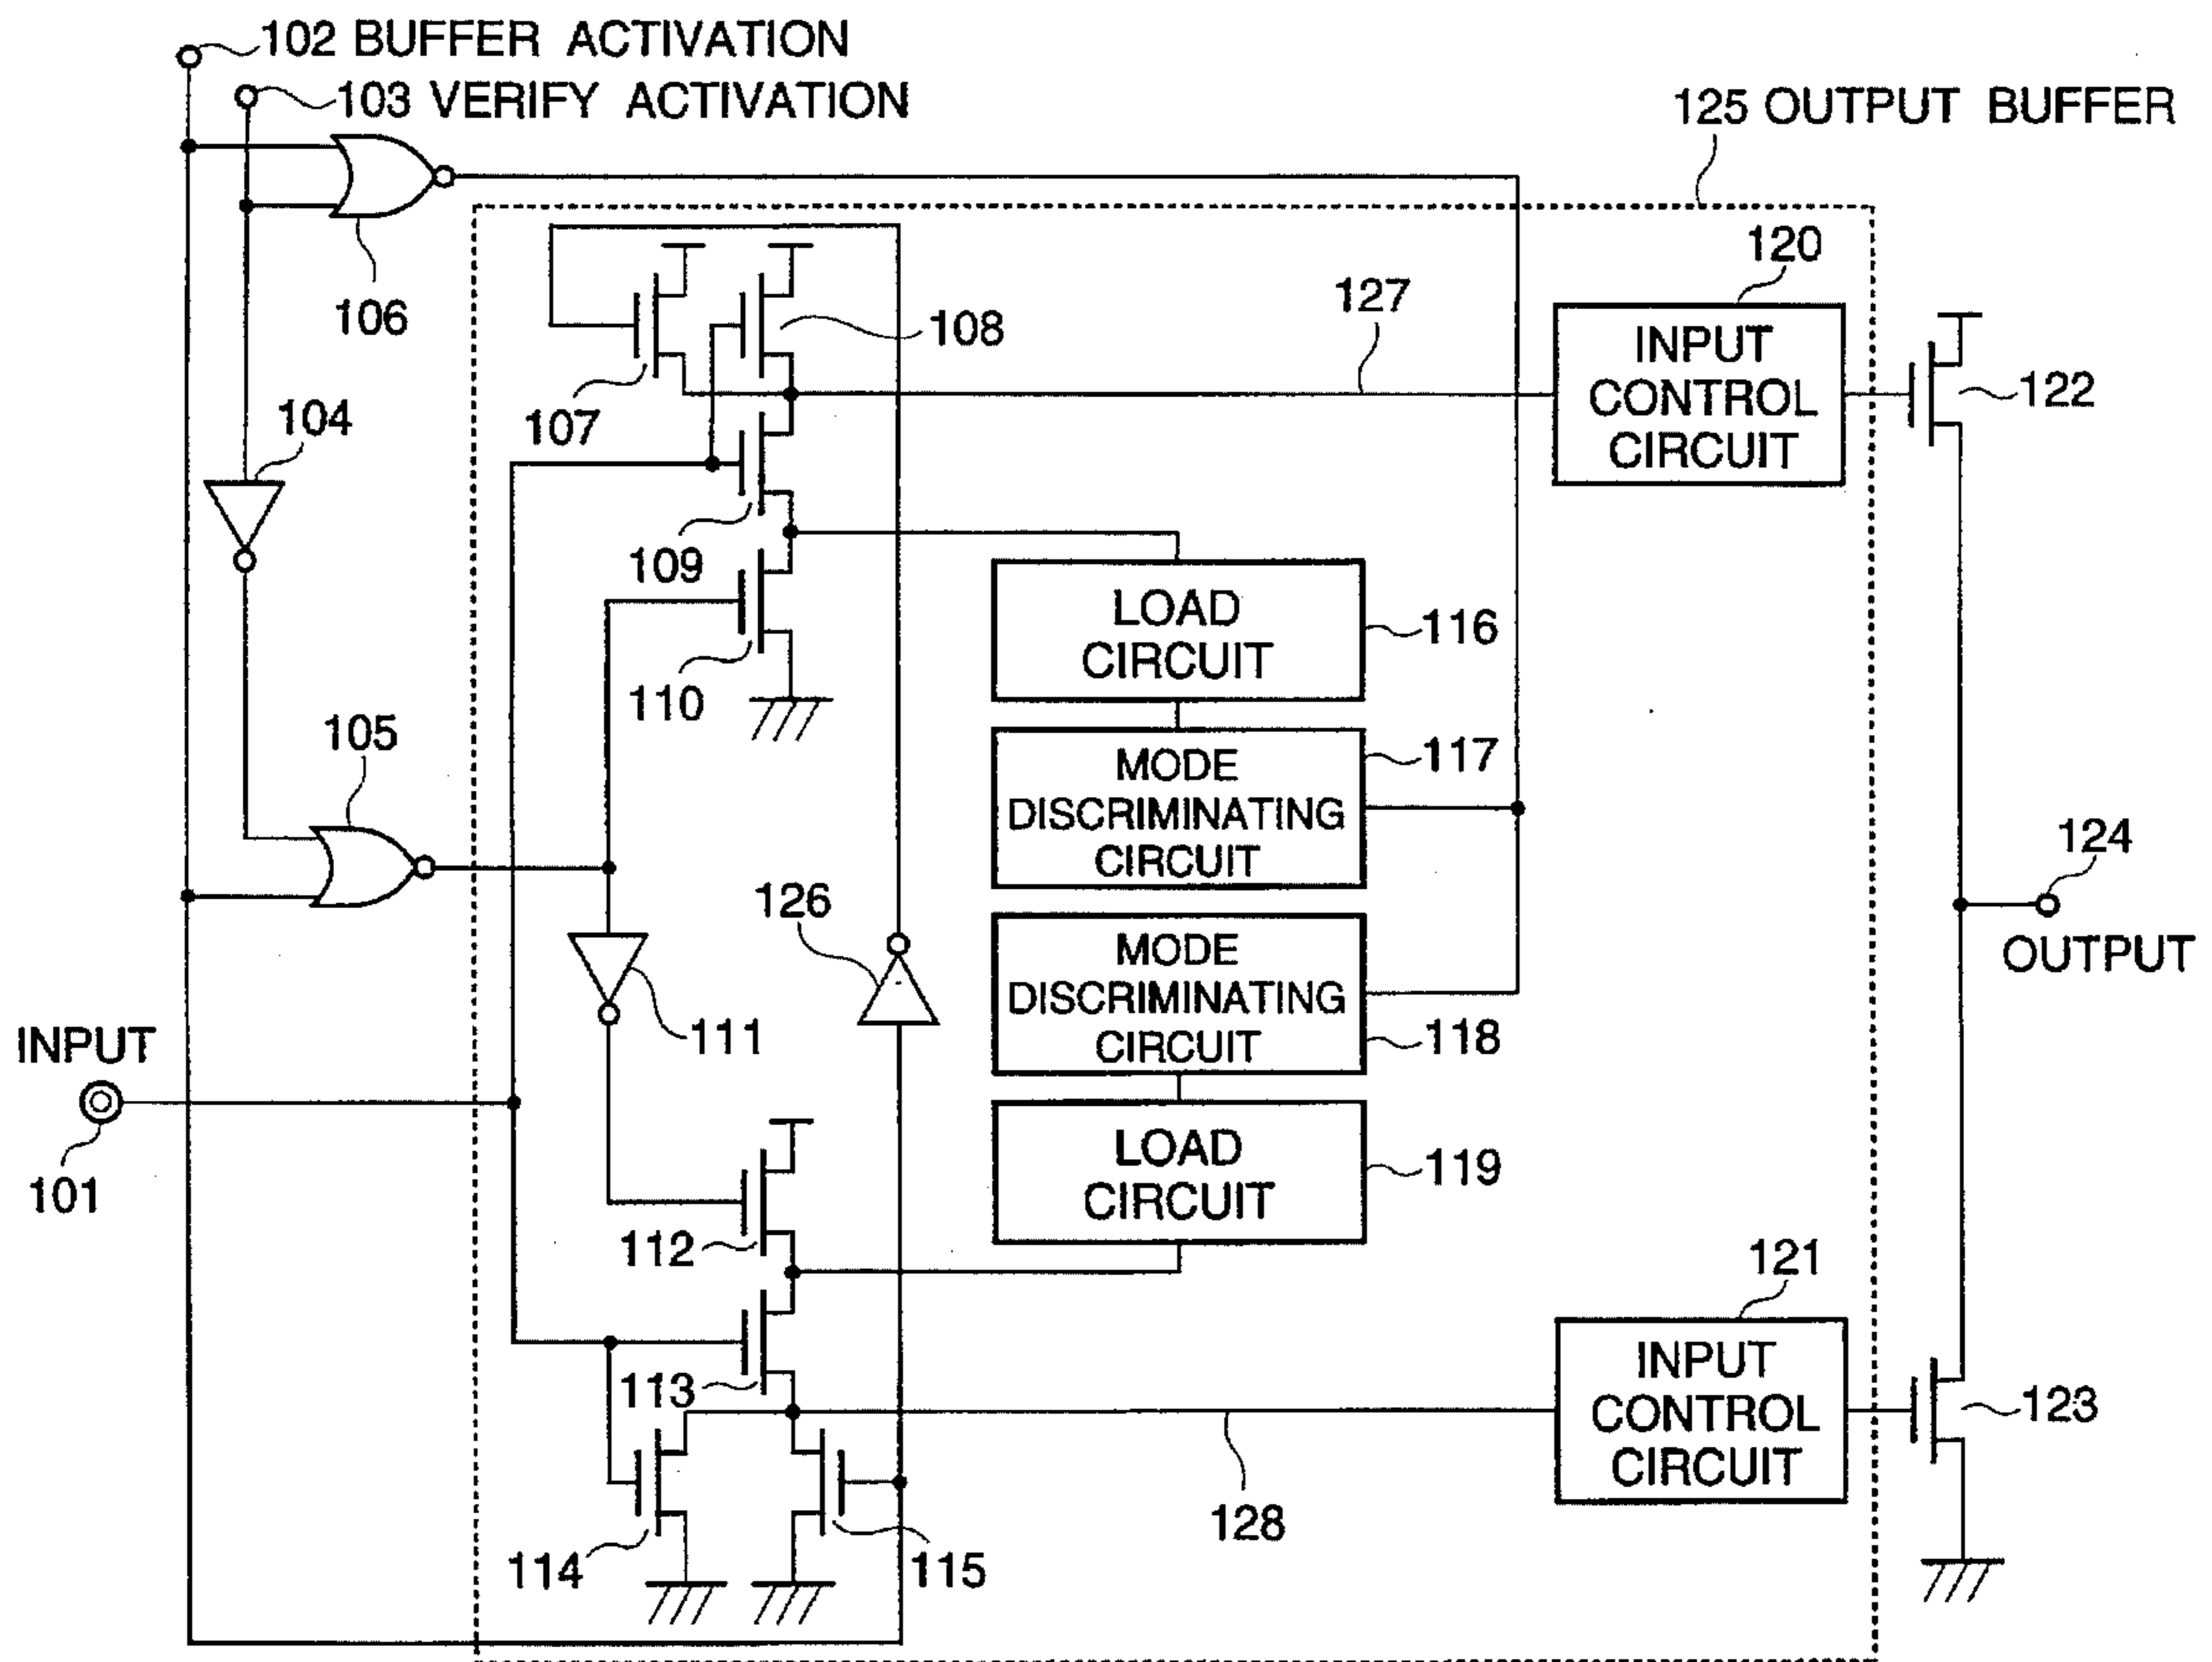 102 BUFFER ACTIVATION
103 VERIFY ACTIVATION
125 OUTPUT BUFFER
120
106
127
108
INPUT
CONTROL
CIRCUIT
122
107
104
109
LOAD
CIRCUIT
116
110
105
MODE
DISCRIMINATING
CIRCUIT
117
124
OUTPUT
126
MODE
DISCRIMINATING
CIRCUIT
118
INPUT
101
111
LOAD
CIRCUIT
119
112
121
113
INPUT
CONTROL
CIRCUIT
123
128
114
115